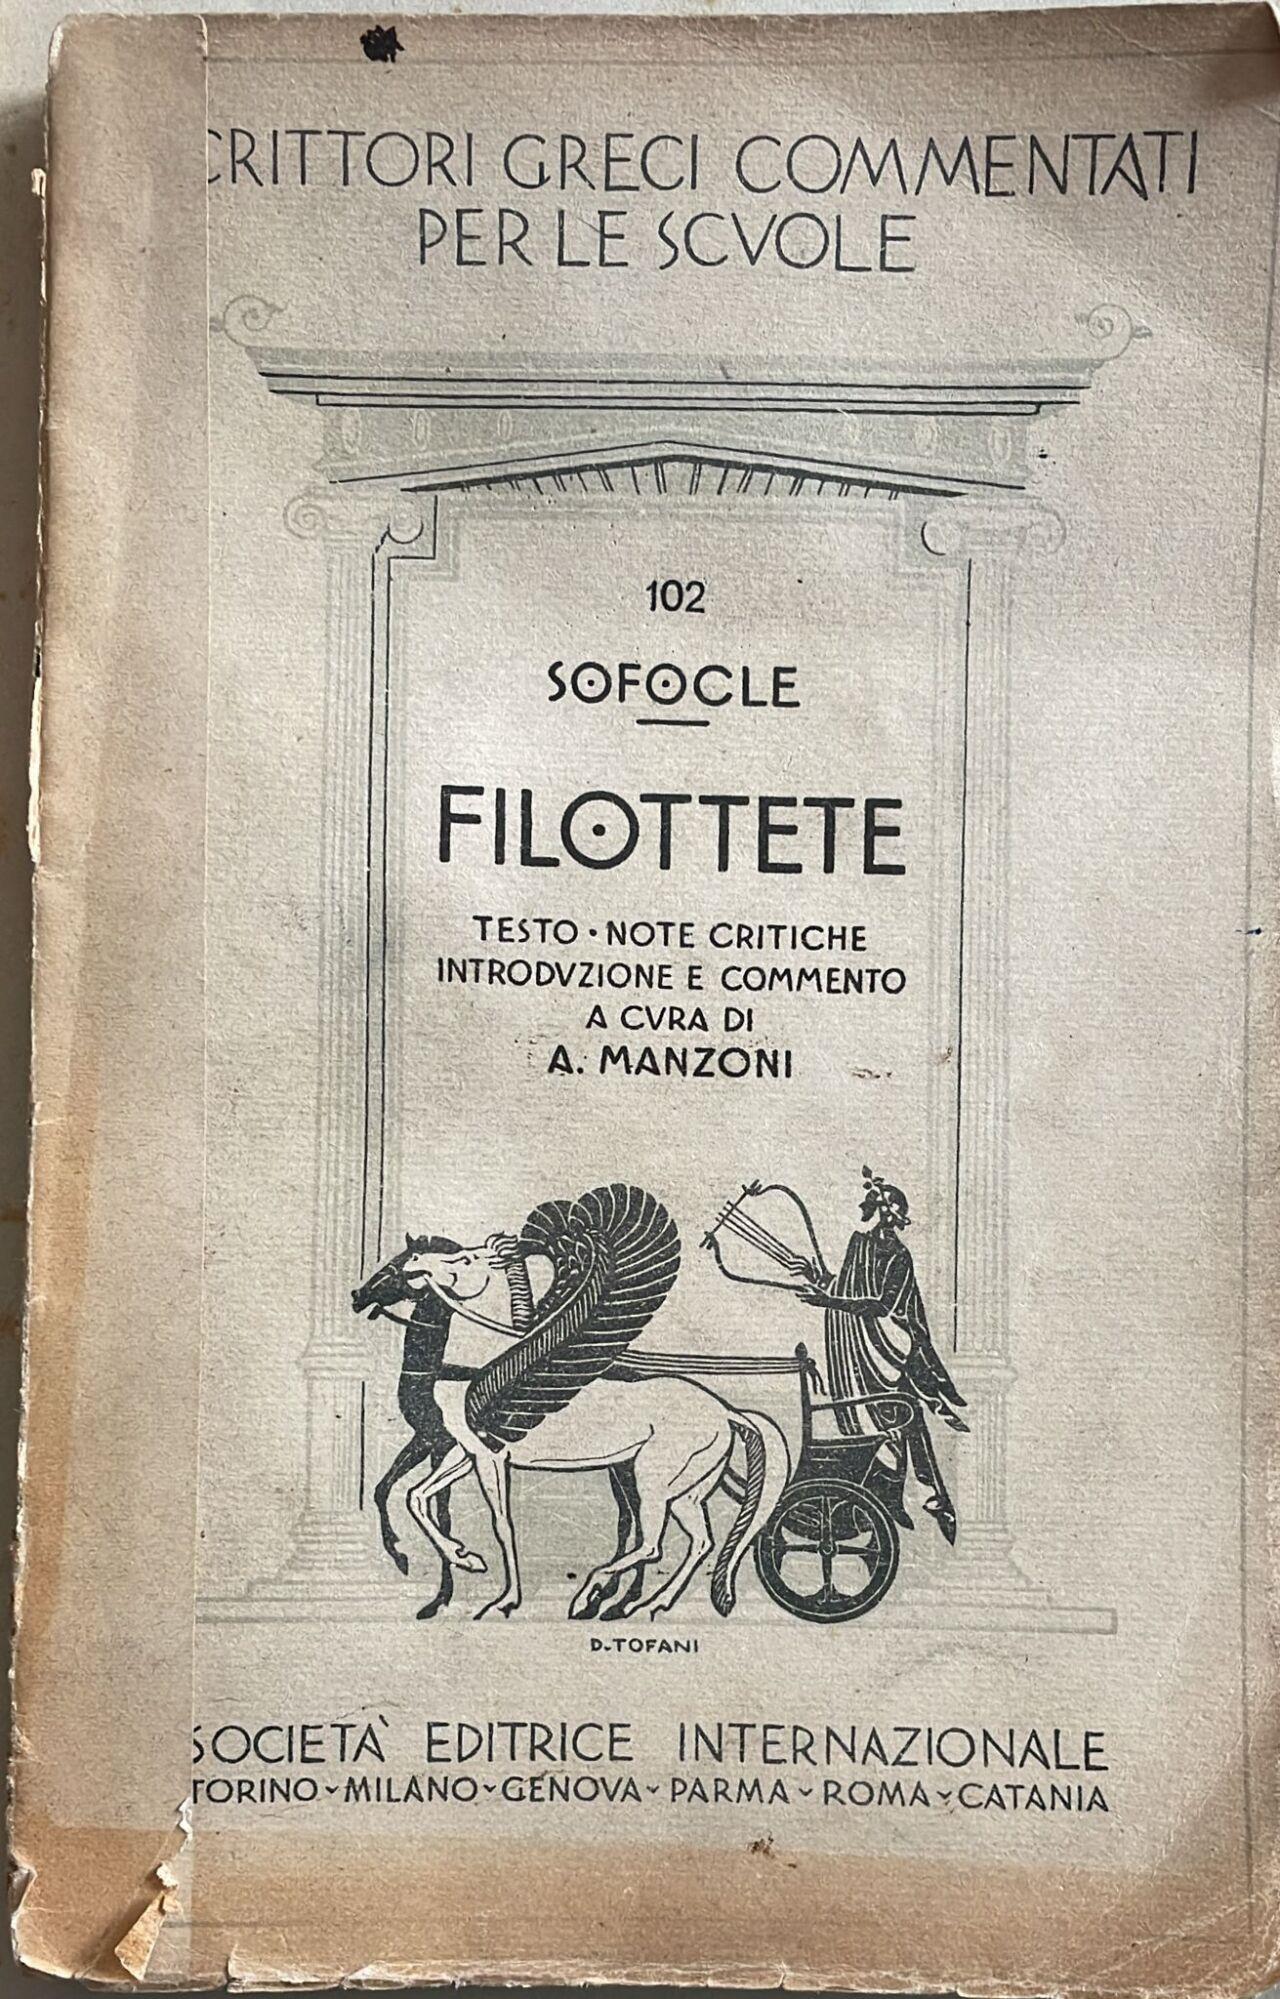 CRITTORI GRECI COMMENTATI
PER LE SCVOLE
102
SOFOCLE
FILOTTETE
TESTO · NOTE CRITICHE
INTRODVZIONE E COMMENTO
A CVRA DI
A. MANZONI
D-TOFANI
SOCIETÀ EDITRICE INTERNAZIONALE
TORINO-MILANO-GENOVA-PARMA-ROMA-CATANIA